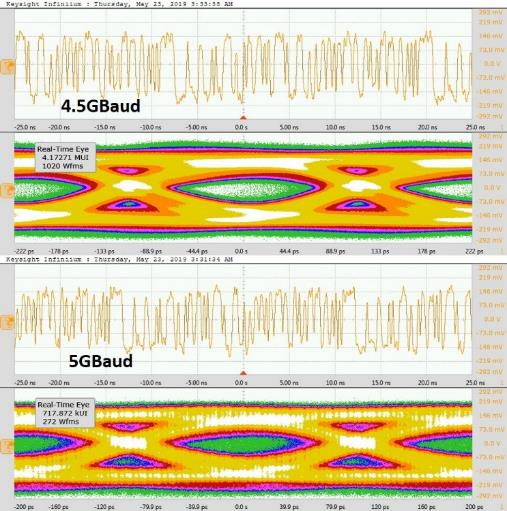 Keysight Infiniium : Thursday, May 23, 2019 3:33:55 AM
292 mV
219 mV
146 mV
73.0 mV
0.0 V
-73.0 mV
-146 mV
-219 mV
-292 mV
4.5GBaud
-25.0 ns -20.0 ns -15.0 ns -10.0 ns -5.00 ns 0.0 s 5.00 ns 10.0 ns 15.0 ns 20.0 ns 25.0 ns
292 mV
219 mV
Real-Time Eye
4.17271 MUI
1020 Wfms
146 mV
73.0 mV
0.0 V
-73.0 mV
-146 mV
-219 mV
-292 mV
-222 ps -178 ps -133 ps -88.9 ps -44.4 ps 0.0 s 44.4 ps 88.9 ps 133 ps 178 ps 222 ps
Keysight Infiniium : Thursday, May 23, 2019 3:31:34 AM
292 mV
219 mV
146 mV
73.0 mV
0.0 V
-73.0 mV
-146 mV
-219 mV
-292 mV
5GBaud
-25.0 ns -20.0 ns -15.0 ns -10.0 ns -5.00 ns 0.0 s 5.00 ns 10.0 ns 15.0 ns 20.0 ns 25.0 ns
292 mV
219 mV
Real-Time Eye
717.872 kUI
272 Wfms
146 mV
73.0 mV
0.0 V
-73.0 mV
-146 mV
-219 mV
-292 mV
-200 ps -160 ps -120 ps -79.9 ps -39.9 ps 0.0 s 39.9 ps 79.9 ps 120 ps 160 ps 200 ps